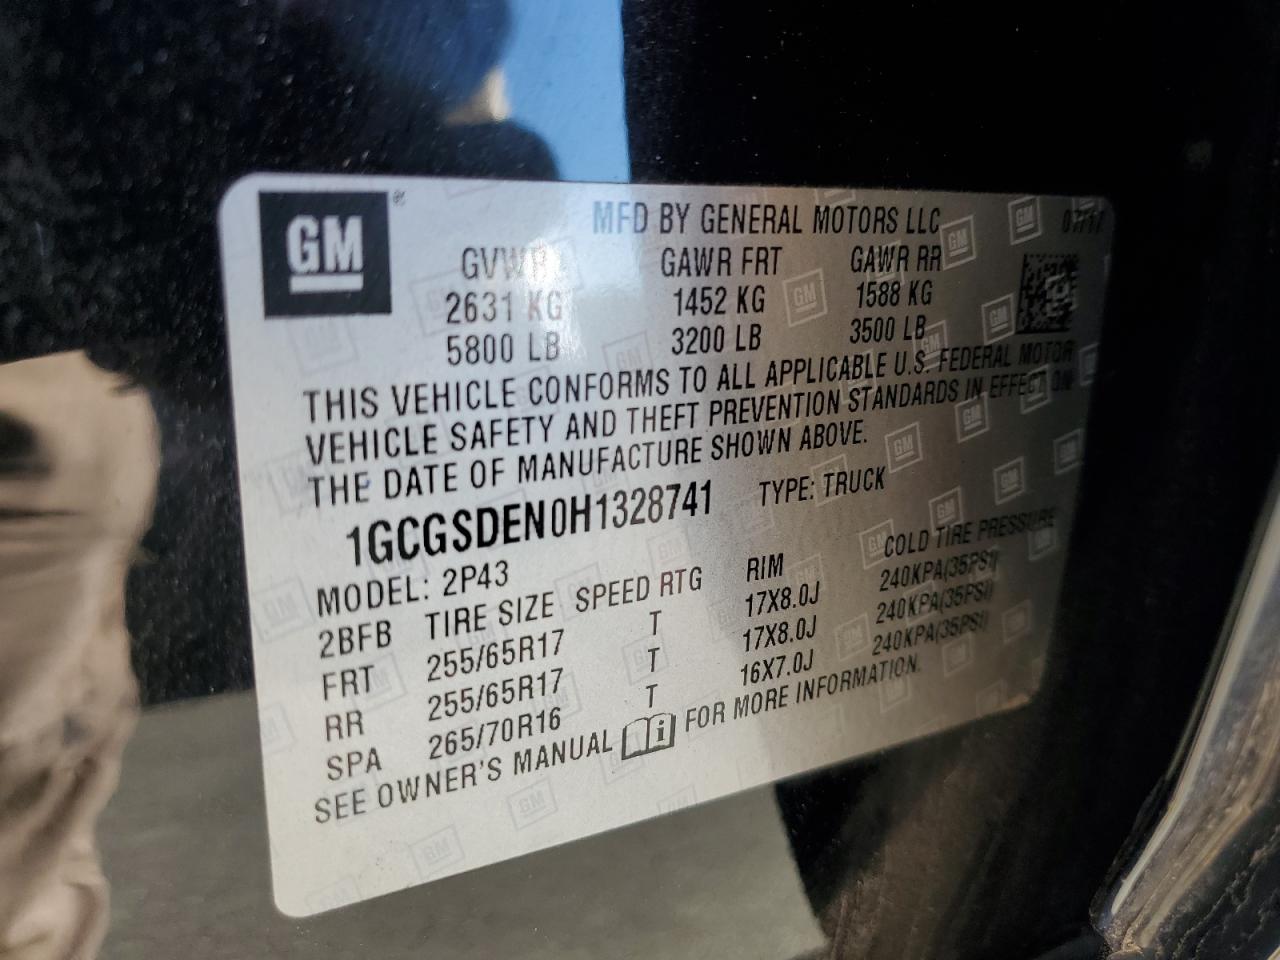 GM
MFD BY GENERAL MOTORS LLC 07/17
GVWR GAWR FRT GAWR RR
2631 KG 1452 KG 1588 KG
5800 LB 3200 LB 3500 LB
THIS VEHICLE CONFORMS TO ALL APPLICABLE U.S. FEDERAL MOTOR
VEHICLE SAFETY AND THEFT PREVENTION STANDARDS IN EFFECT ON
THE DATE OF MANUFACTURE SHOWN ABOVE.
1GCGSDEN0H1328741 TYPE: TRUCK
MODEL: 2P43
2BFB TIRE SIZE SPEED RTG RIM COLD TIRE PRESSURE
FRT 255/65R17 T 17X8.0J 240KPA(35PSI)
RR 255/65R17 T 17X8.0J 240KPA(35PSI)
SPA 265/70R16 T 16X7.0J 240KPA(35PSI)
SEE OWNER'S MANUAL FOR MORE INFORMATION.